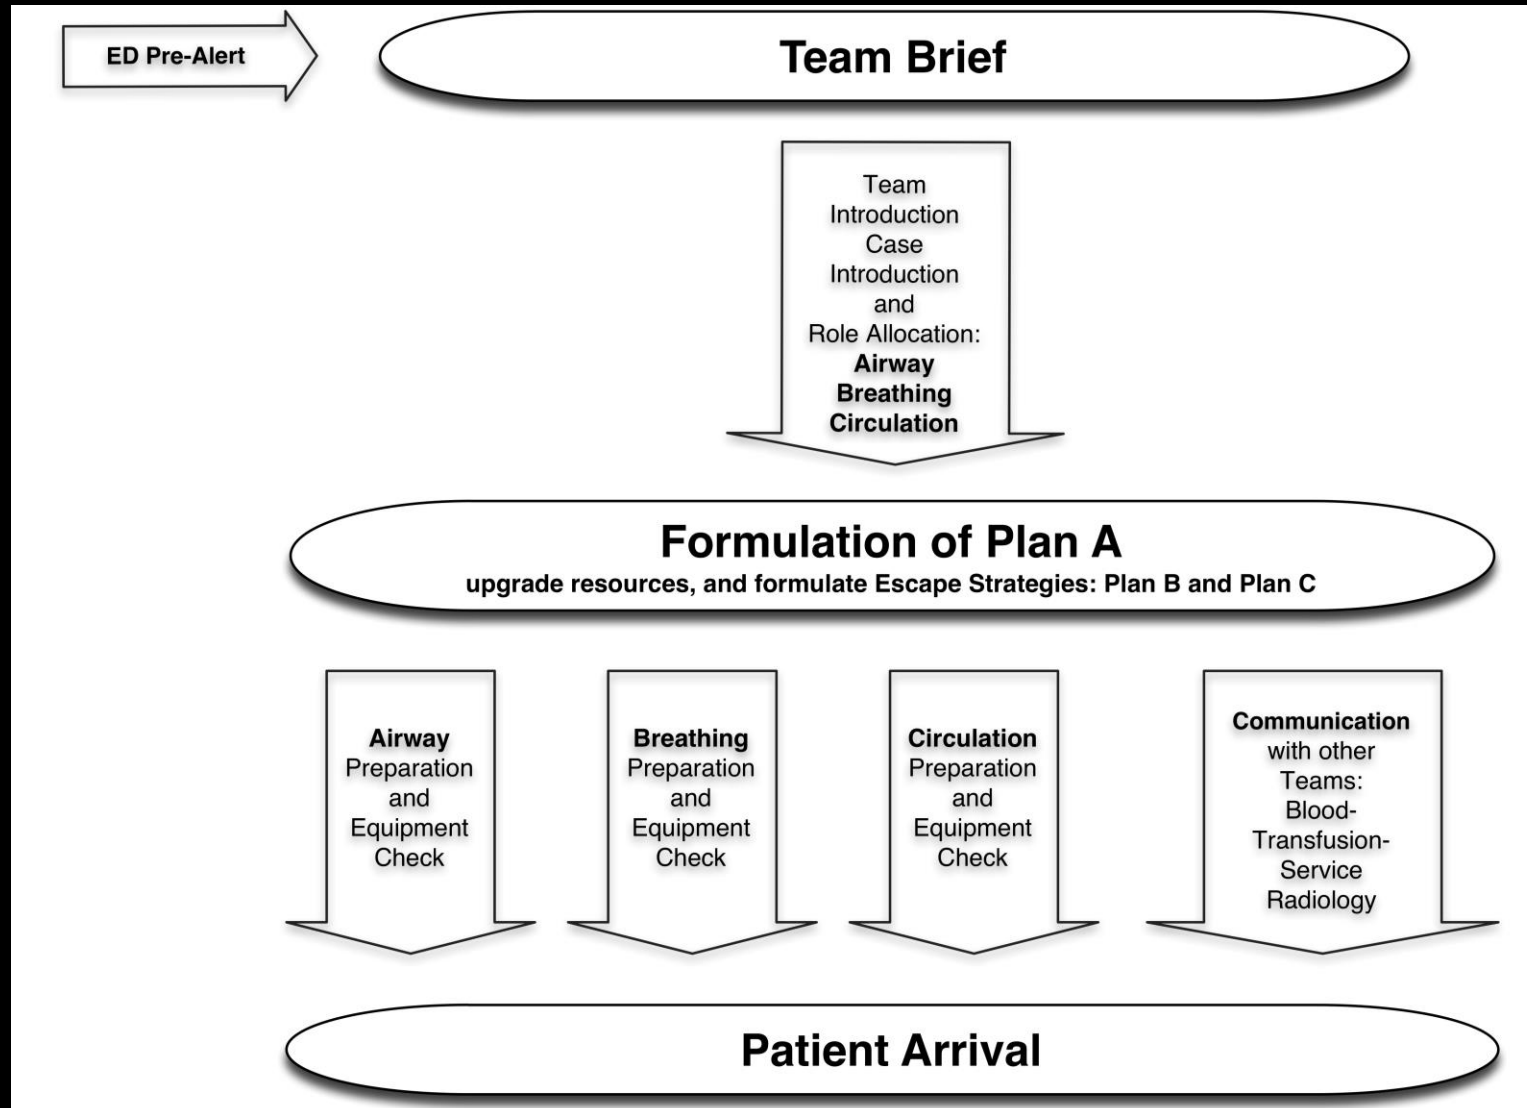 ED Pre-Alert
Team Brief
Team
Introduction
Case
Introduction
and
Role Allocation:
Airway
Breathing
Circulation
Formulation of Plan A
upgrade resources, and formulate Escape Strategies: Plan B and Plan C
Airway
Preparation
and
Equipment
Check
Breathing
Preparation
and
Equipment
Check
Circulation
Preparation
and
Equipment
Check
Communication
with other
Teams:
Blood-
Transfusion-
Service
Radiology
Patient Arrival